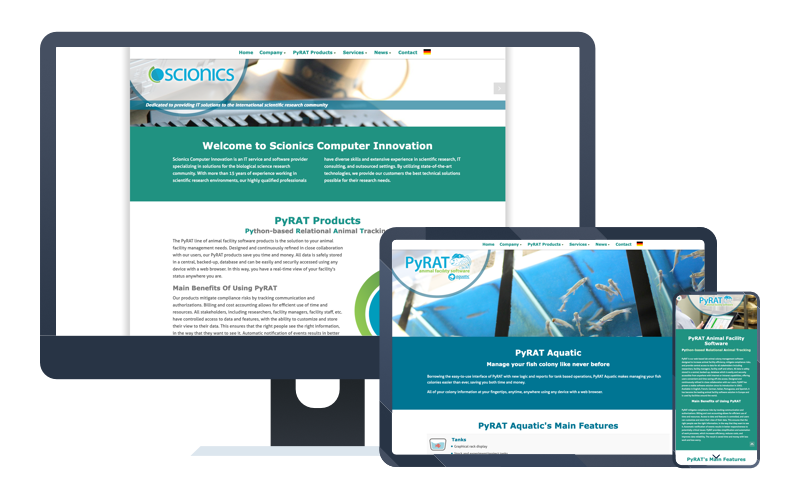 Home Company PyRAT Products Services News Contact
SCIONICS
Dedicated to providing IT solutions to the international scientific research community
Welcome to Scionics Computer Innovation
Scionics Computer Innovation is an IT service and software provider
specializing in solutions for the biological science research
community. With more than 15 years of experience working in
scientific research environments, our highly qualified professionals
have diverse skills and extensive experience in scientific research, IT
consulting, and outsourced settings. By utilizing state-of-the-art
technologies, we provide our customers the best technical solutions
possible for their research needs.
PyRAT Products
Python-based Relational Animal Tracking
The PyRAT line of animal facility software products is the solution to your animal
facility management needs. Designed and continuously refined in close collaboration
with our users, our PyRAT products save you time and money. All data is safely stored
in a central, backed-up, database and can be easily and securely accessed using any
device with a web browser. In this way, you have a real-time view of your facility's
status anywhere you are.
Main Benefits Of Using PyRAT
Our products mitigate compliance risks by tracking communication and
authorizations. Billing and cost accounting allows for efficient use of time and
resources. All stakeholders, including researchers, facility managers, facility staff, etc.
have controlled access to data and features, with the ability to customize and store
their view to their data. This ensures that the right people see the right information,
in the way that they want to see it. Automatic notification of events results in better
Home Company PyRAT Products Services News Contact
PyRAT
animal facility software
aquatic
PyRAT Aquatic
Manage your fish colony like never before
Borrowing the easy-to-use interface of PyRAT with new logic and reports for tank based operations, PyRAT Aquatic makes managing your fish
colonies easier than ever, saving you both time and money.
All of your colony information at your fingertips, anytime, anywhere using any device with a web browser.
PyRAT Aquatic's Main Features
Tanks
Graphical rack display
PyRAT
PyRAT Animal Facility
Software
Python-based Relational Animal Tracking
Main Benefits of Using PyRAT
PyRAT's Main Features